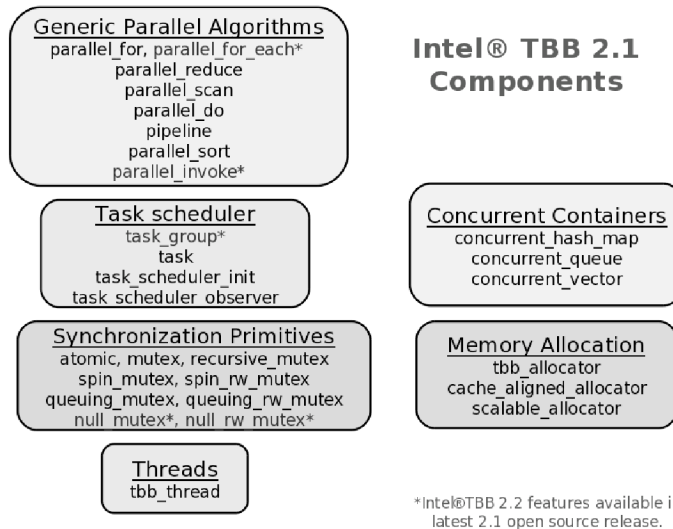 Generic Parallel Algorithms
parallel_for, parallel_for_each*
parallel_reduce
parallel_scan
parallel_do
pipeline
parallel_sort
parallel_invoke*
Intel® TBB 2.1
Components
Task scheduler
task_group*
task
task_scheduler_init
task_scheduler_observer
Concurrent Containers
concurrent_hash_map
concurrent_queue
concurrent_vector
Synchronization Primitives
atomic, mutex, recursive_mutex
spin_mutex, spin_rw_mutex
queuing_mutex, queuing_rw_mutex
null_mutex*, null_rw_mutex*
Memory Allocation
tbb_allocator
cache_aligned_allocator
scalable_allocator
Threads
tbb_thread
*Intel®TBB 2.2 features available i
latest 2.1 open source release.